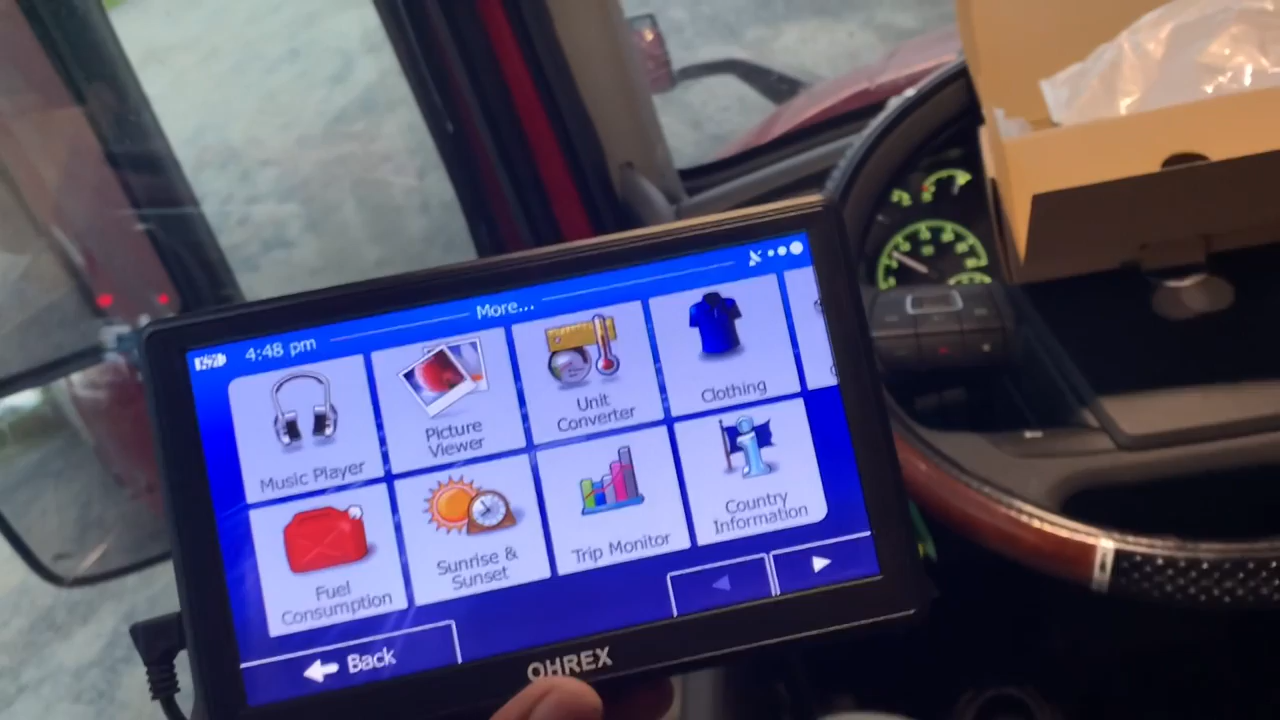 More...
4:48 pm
Music Player
Picture
Viewer
Unit
Converter
Clothing
Fuel
Consumption
Sunrise &
Sunset
Trip Monitor
Country
Information
Back
OHREX